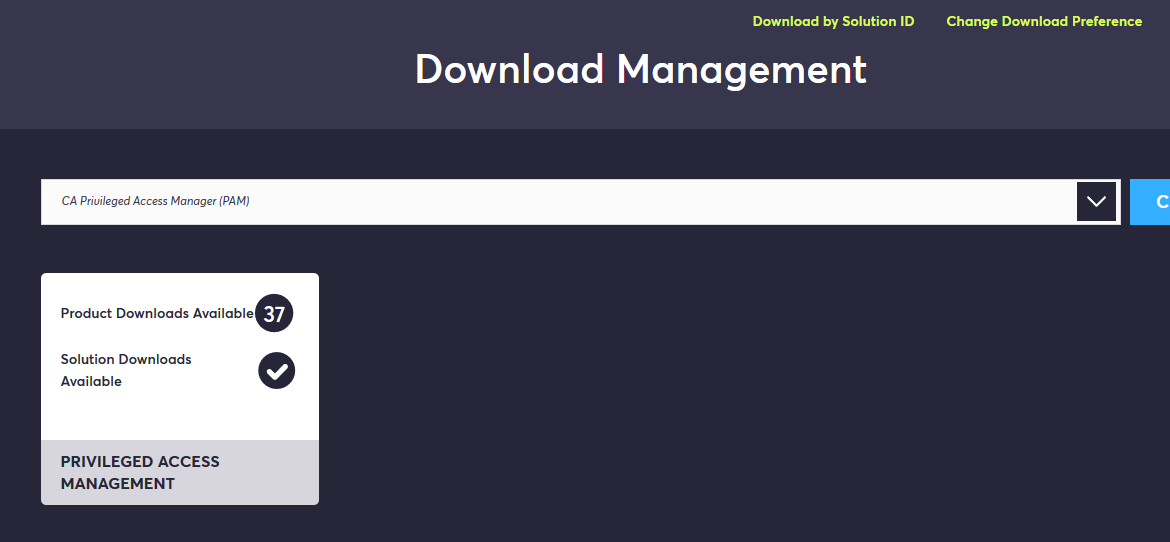 Download by Solution ID Change Download Preference
Download Management
CA Privileged Access Manager (PAM)
C
Product Downloads Available 37
Solution Downloads
Available
PRIVILEGED ACCESS
MANAGEMENT